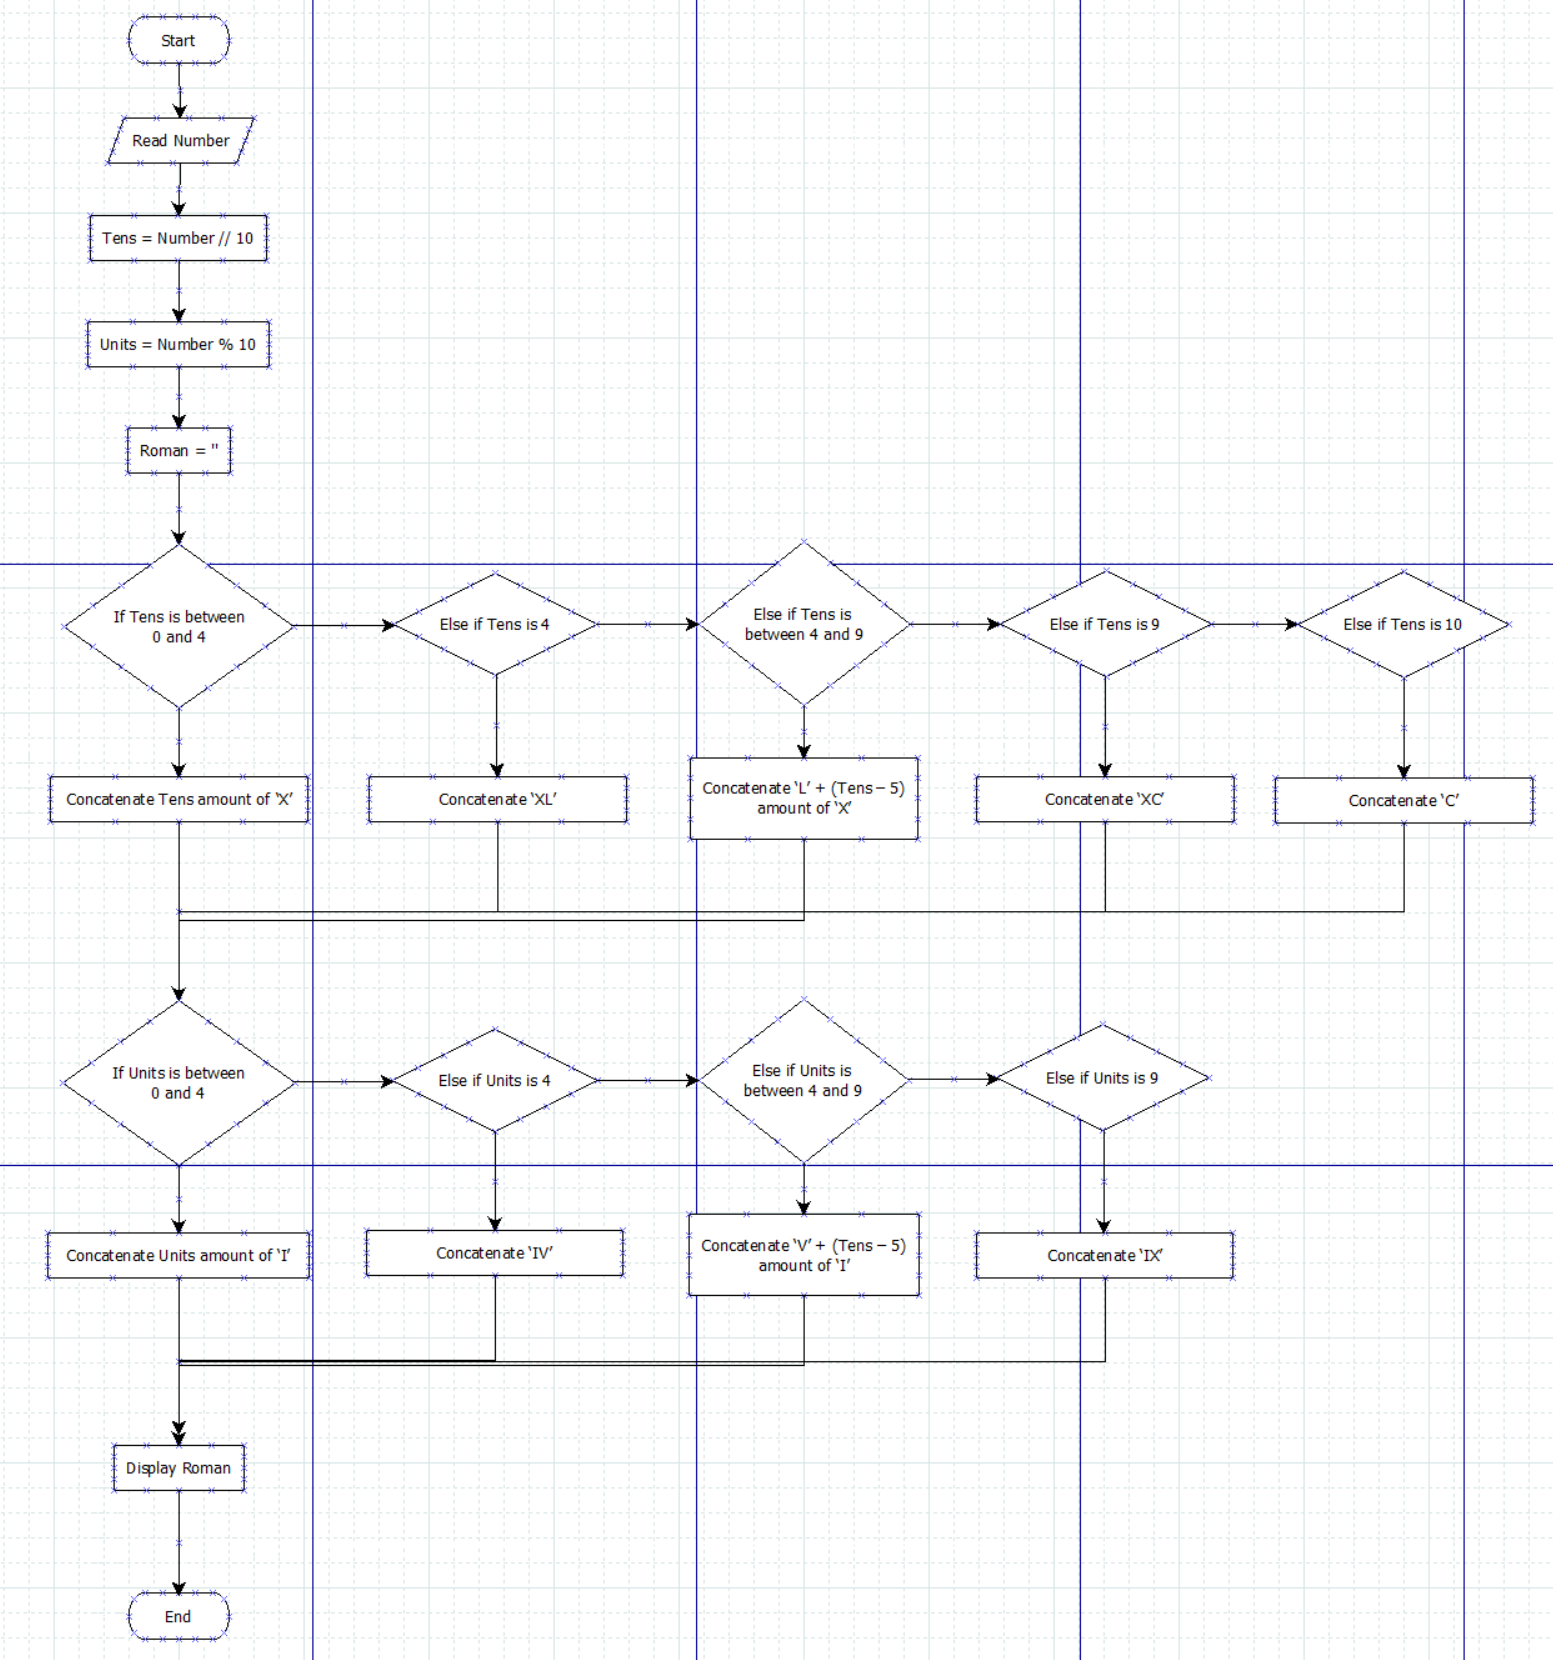 Start
Read Number
Tens = Number // 10
Units = Number % 10
Roman = ''
If Tens is between
0 and 4
Else if Tens is 4
Else if Tens is
between 4 and 9
Else if Tens is 9
Else if Tens is 10
Concatenate Tens amount of ‘X’
Concatenate ‘XL’
Concatenate ‘L’ + (Tens – 5)
amount of ‘X’
Concatenate ‘XC’
Concatenate ‘C’
If Units is between
0 and 4
Else if Units is 4
Else if Units is
between 4 and 9
Else if Units is 9
Concatenate Units amount of ‘I’
Concatenate ‘IV’
Concatenate ‘V’ + (Tens – 5)
amount of ‘I’
Concatenate ‘IX’
Display Roman
End